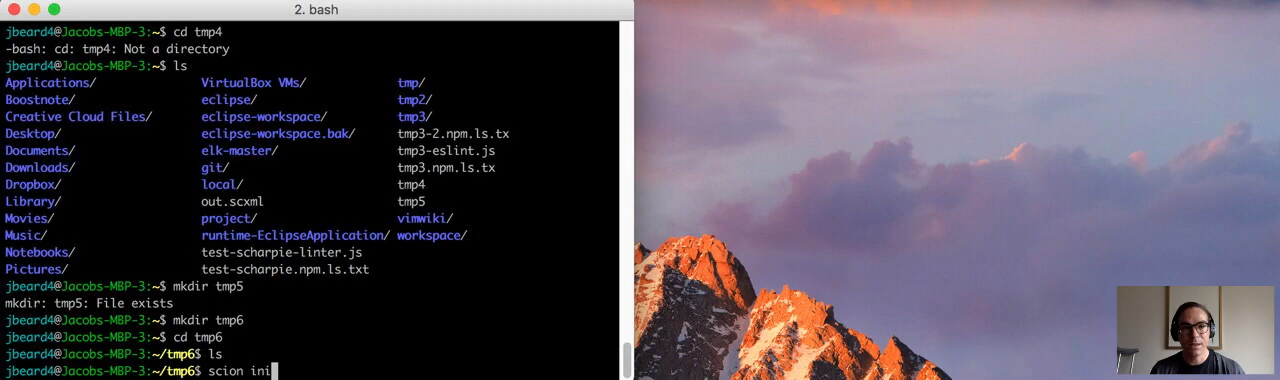 2. bash
jbeard4@Jacobs-MBP-3:~$ cd tmp4
-bash: cd: tmp4: Not a directory
jbeard4@Jacobs-MBP-3:~$ ls
Applications/ VirtualBox VMs/ tmp/
Boostnote/ eclipse/ tmp2/
Creative Cloud Files/ eclipse-workspace/ tmp3/
Desktop/ eclipse-workspace.bak/ tmp3-2.npm.ls.tx
Documents/ elk-master/ tmp3-eslint.js
Downloads/ git/ tmp3.npm.ls.tx
Dropbox/ local/ tmp4
Library/ out.scxml tmp5
Movies/ project/ vimwiki/
Music/ runtime-EclipseApplication/ workspace/
Notebooks/ test-scharpie-linter.js
Pictures/ test-scharpie.npm.ls.txt
jbeard4@Jacobs-MBP-3:~$ mkdir tmp5
mkdir: tmp5: File exists
jbeard4@Jacobs-MBP-3:~$ mkdir tmp6
jbeard4@Jacobs-MBP-3:~$ cd tmp6
jbeard4@Jacobs-MBP-3:~/tmp6$ ls
jbeard4@Jacobs-MBP-3:~/tmp6$ scion ini